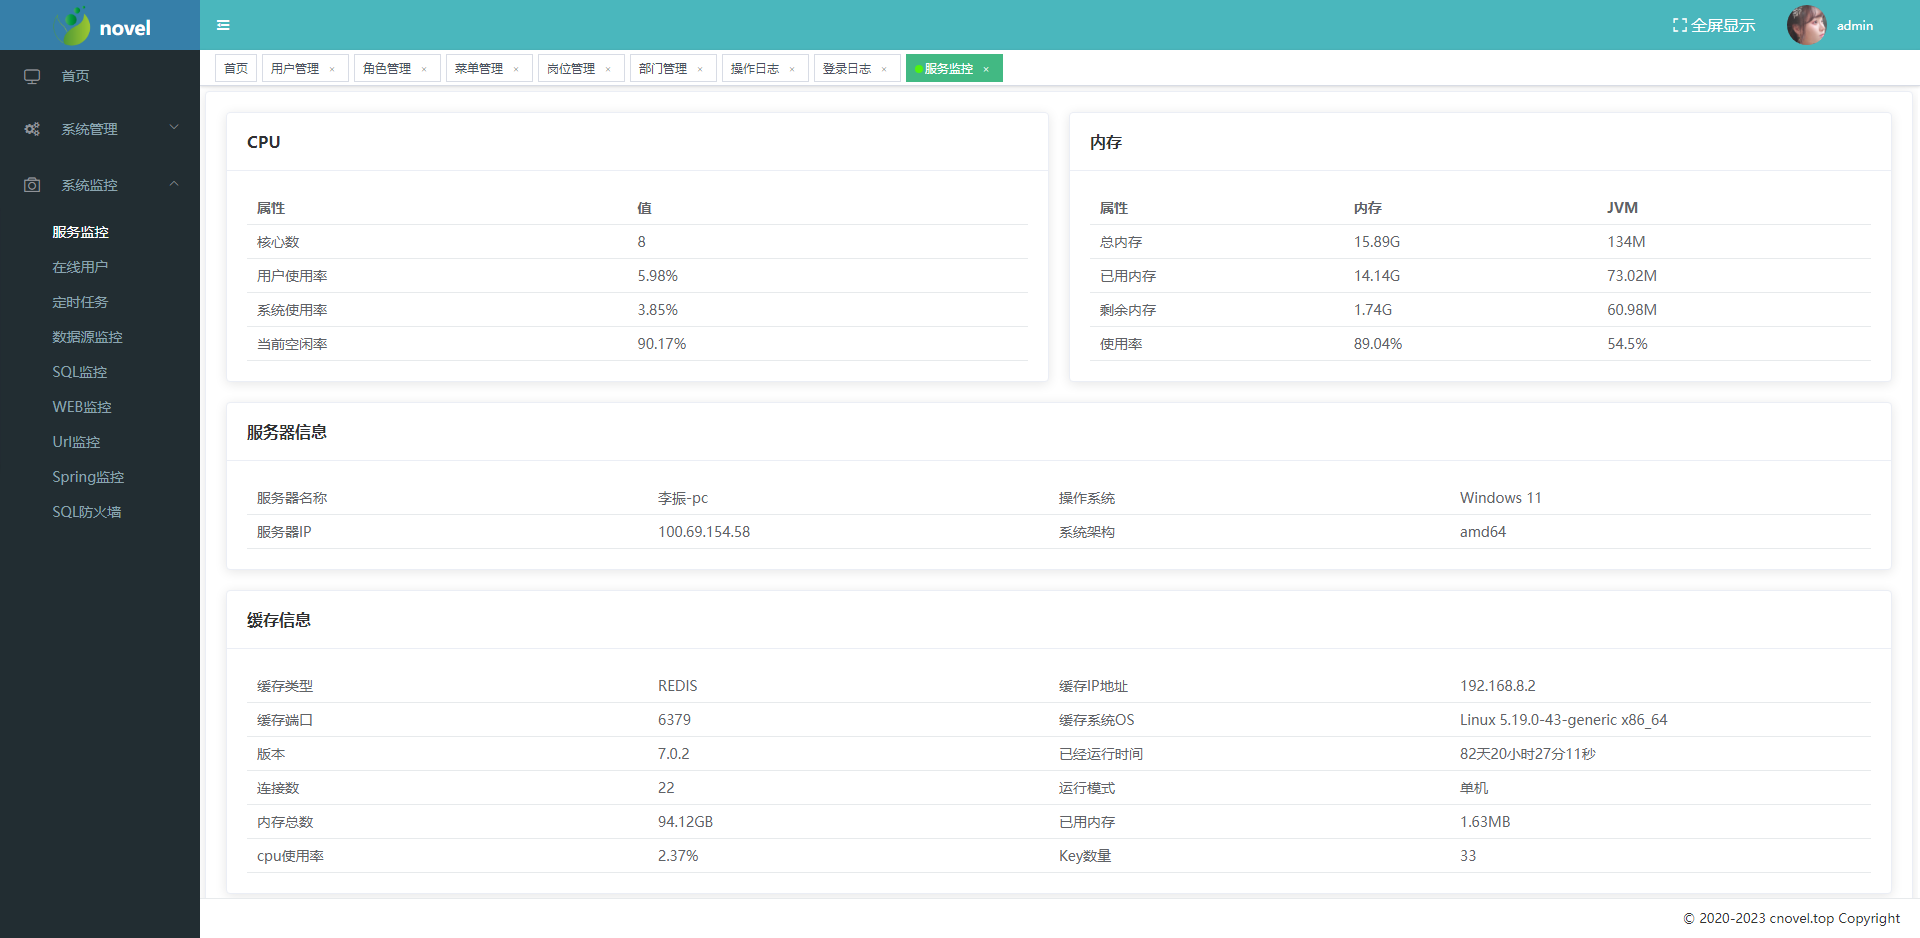 novel
全屏显示 admin
首页 用户管理 × 角色管理 × 菜单管理 × 岗位管理 × 部门管理 × 操作日志 × 登录日志 × 服务监控 ×
首页
系统管理
系统监控
服务监控
在线用户
定时任务
数据源监控
SQL监控
WEB监控
Url监控
Spring监控
SQL防火墙
CPU
属性 值
核心数 8
用户使用率 5.98%
系统使用率 3.85%
当前空闲率 90.17%
内存
属性 内存 JVM
总内存 15.89G 134M
已用内存 14.14G 73.02M
剩余内存 1.74G 60.98M
使用率 89.04% 54.5%
服务器信息
服务器名称 李振-pc 操作系统 Windows 11
服务器IP 100.69.154.58 系统架构 amd64
缓存信息
缓存类型 REDIS 缓存IP地址 192.168.8.2
缓存端口 6379 缓存系统OS Linux 5.19.0-43-generic x86_64
版本 7.0.2 已经运行时间 82天20小时27分11秒
连接数 22 运行模式 单机
内存总数 94.12GB 已用内存 1.63MB
cpu使用率 2.37% Key数量 33
© 2020-2023 cnovel.top Copyright